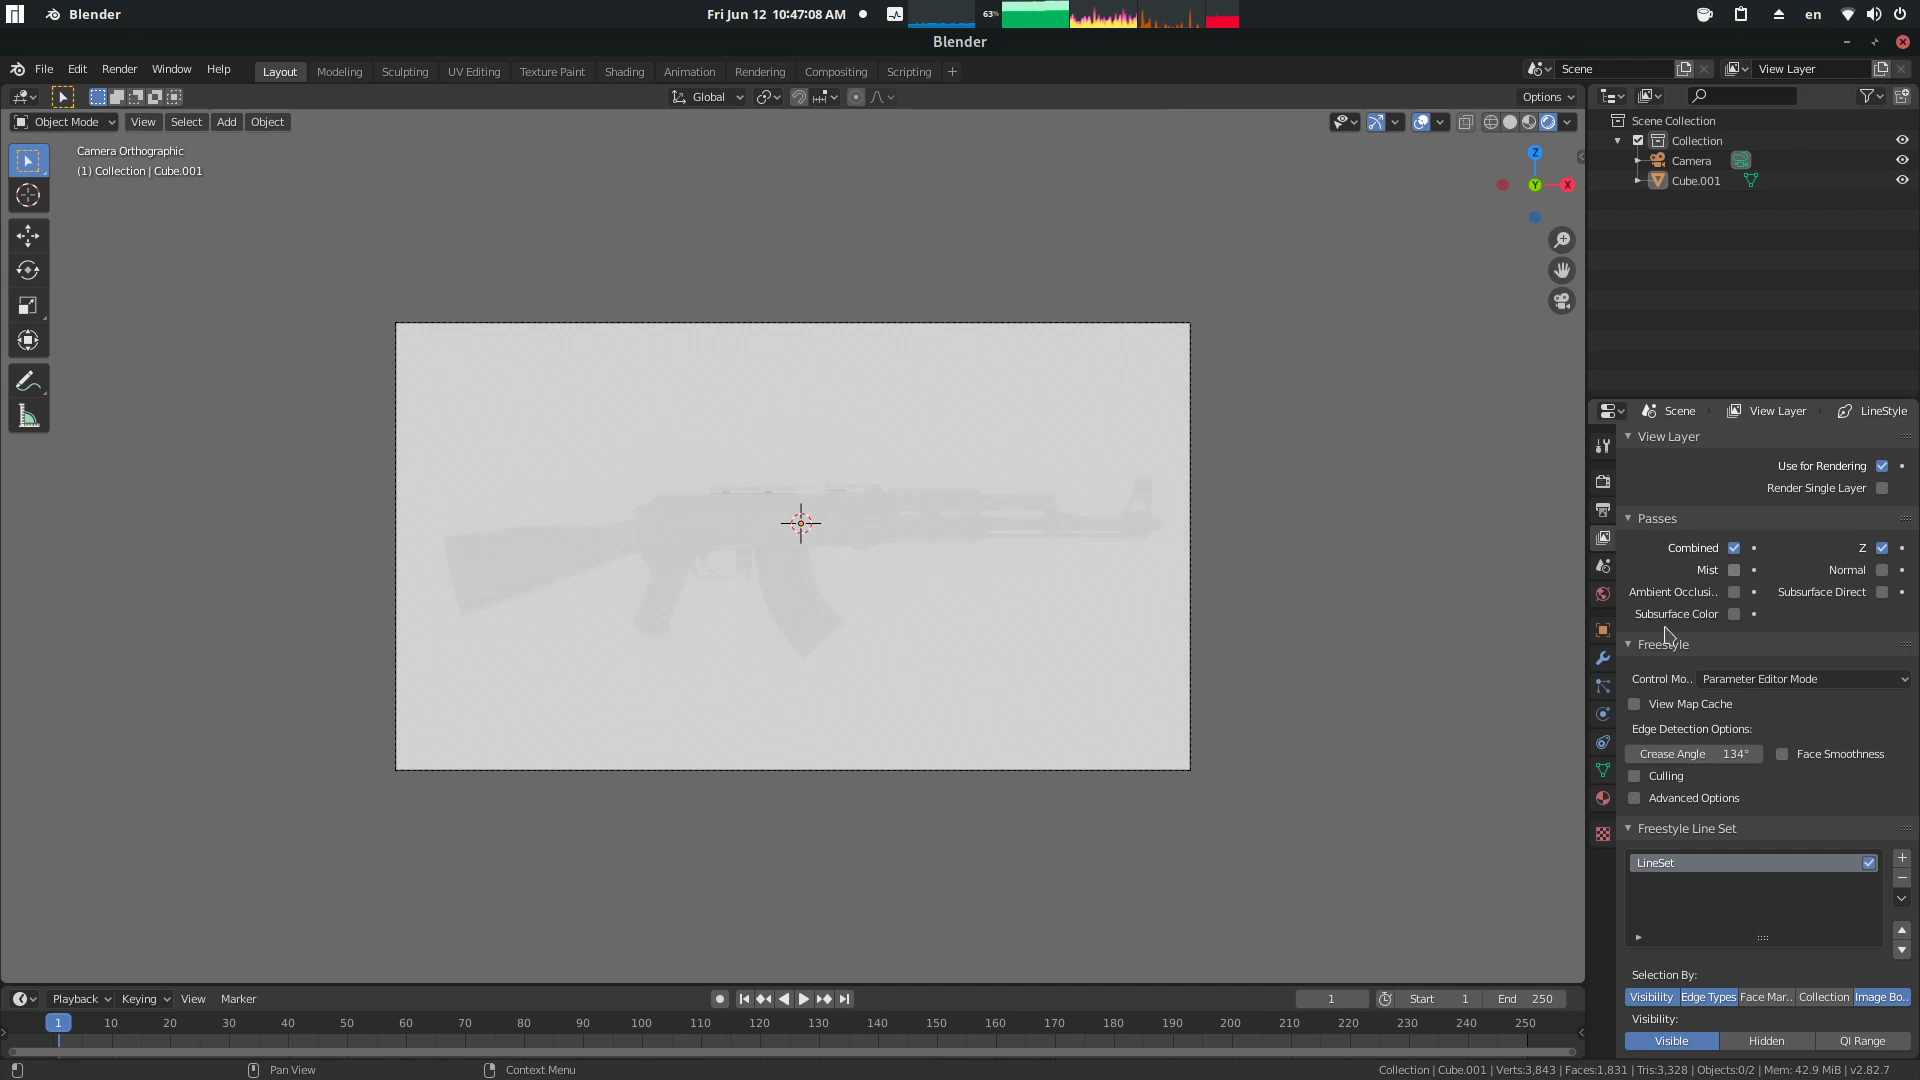 Blender
Fri Jun 12 10:47:08 AM
63%
en
Blender
File Edit Render Window Help
Layout Modeling Sculpting UV Editing Texture Paint Shading Animation Rendering Compositing Scripting +
Scene
View Layer
Global
Options
Object Mode View Select Add Object
Scene Collection
Collection
Camera
Cube.001
Camera Orthographic
(1) Collection | Cube.001
Z
Y
X
Scene View Layer LineStyle
View Layer
Use for Rendering
Render Single Layer
Passes
Combined Z
Mist Normal
Ambient Occlusi.. Subsurface Direct
Subsurface Color
Freestyle
Control Mo.. Parameter Editor Mode
View Map Cache
Edge Detection Options:
Crease Angle 134° Face Smoothness
Culling
Advanced Options
Freestyle Line Set
LineSet
Selection By:
Visibility Edge Types Face Mar.. Collection Image Bo..
Visibility:
Visible Hidden QI Range
Playback Keying View Marker
1 Start 1 End 250
1 10 20 30 40 50 60 70 80 90 100 110 120 130 140 150 160 170 180 190 200 210 220 230 240 250
Pan View Context Menu
Collection | Cube.001 | Verts:3,843 | Faces:1,831 | Tris:3,328 | Objects:0/2 | Mem: 42.9 MiB | v2.82.7